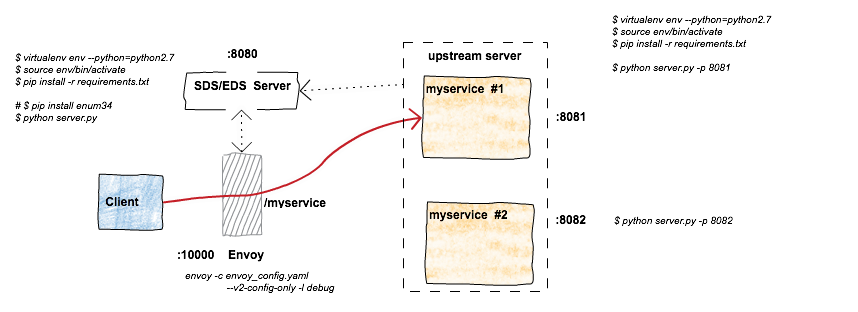 $ virtualenv env --python=python2.7
$ source env/bin/activate
$ pip install -r requirements.txt
# $ pip install enum34
$ python server.py
:8080
SDS/EDS Server
upstream server
myservice #1
:8081
$ virtualenv env --python=python2.7
$ source env/bin/activate
$ pip install -r requirements.txt
$ python server.py -p 8081
Client
/myservice
:10000 Envoy
envoy -c envoy_config.yaml
--v2-config-only -l debug
myservice #2
:8082
$ python server.py -p 8082